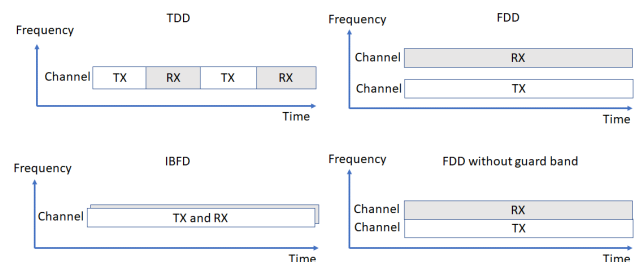 TDD
Frequency
Channel TX RX TX RX
Time
FDD
Frequency
Channel RX
Channel TX
Time
IBFD
Frequency
Channel TX and RX
Time
FDD without guard band
Frequency
Channel RX
Channel TX
Time